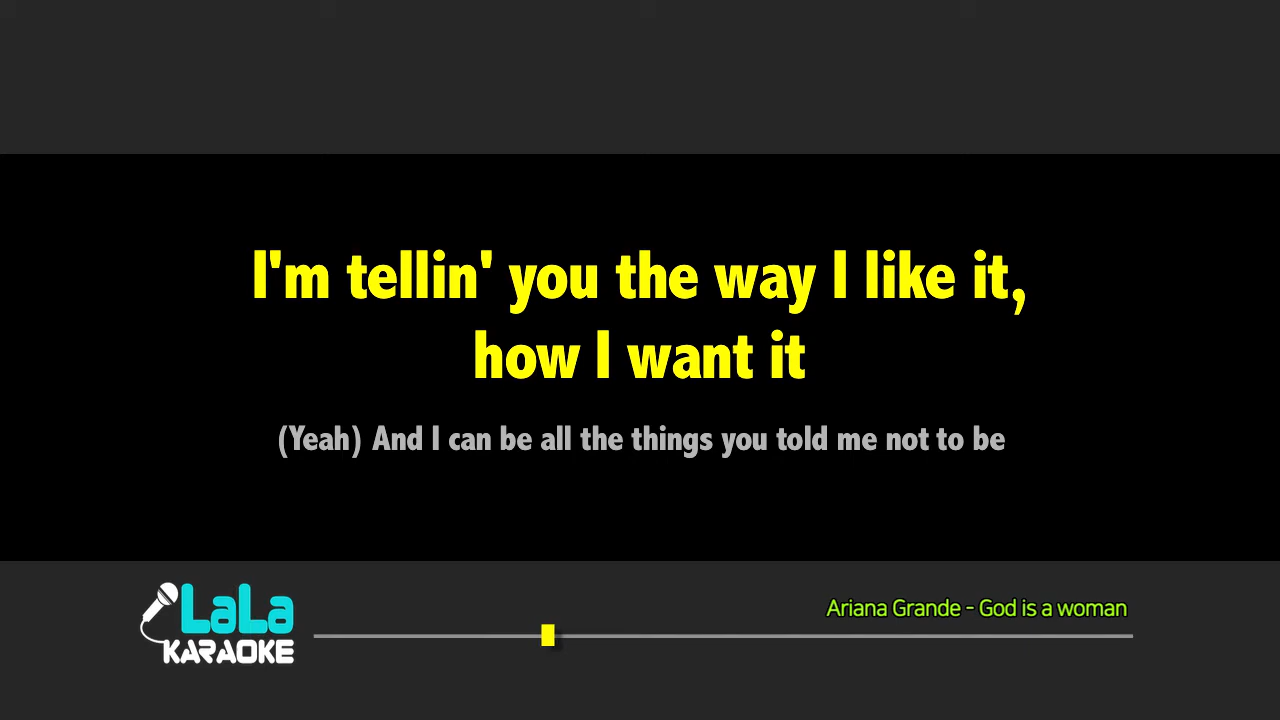 I'm tellin' you the way I like it,
how I want it
(Yeah) And I can be all the things you told me not to be
Ariana Grande - God is a woman
LaLa
KARAOKE